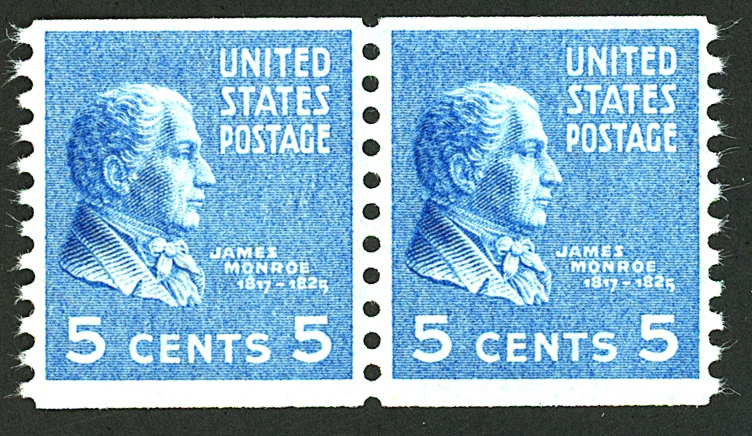 UNITED
STATES
POSTAGE
JAMES
MONROE
1817-1825
5 CENTS 5
UNITED
STATES
POSTAGE
JAMES
MONROE
1817-1825
5 CENTS 5